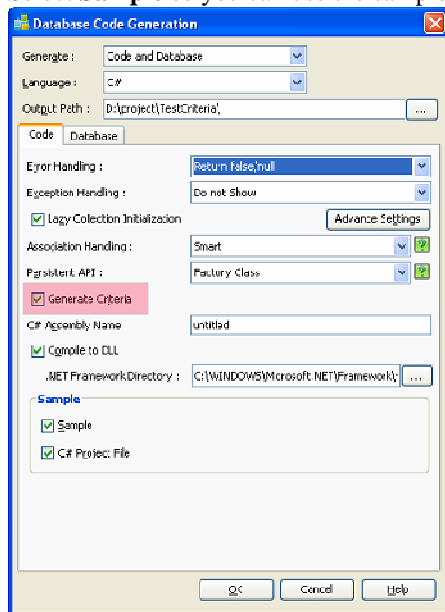 Database Code Generation
Generate : Code and Database
Language : C#
Output Path : D:\project\TestCriteria\ ...
Code Database
Error Handling : Return false/null
Exception Handling : Do not Show
Lazy Colection Initialization Advance Settings
Association Handling : Smart
Persistent API : Factory Class
Generate Criteria
C# Assembly Name untitled
Compile to DLL
.NET Framework Directory : C:\WINDOWS\Microsoft.NET\Framework\ ...
Sample
Sample
C# Project File
OK Cancel Help